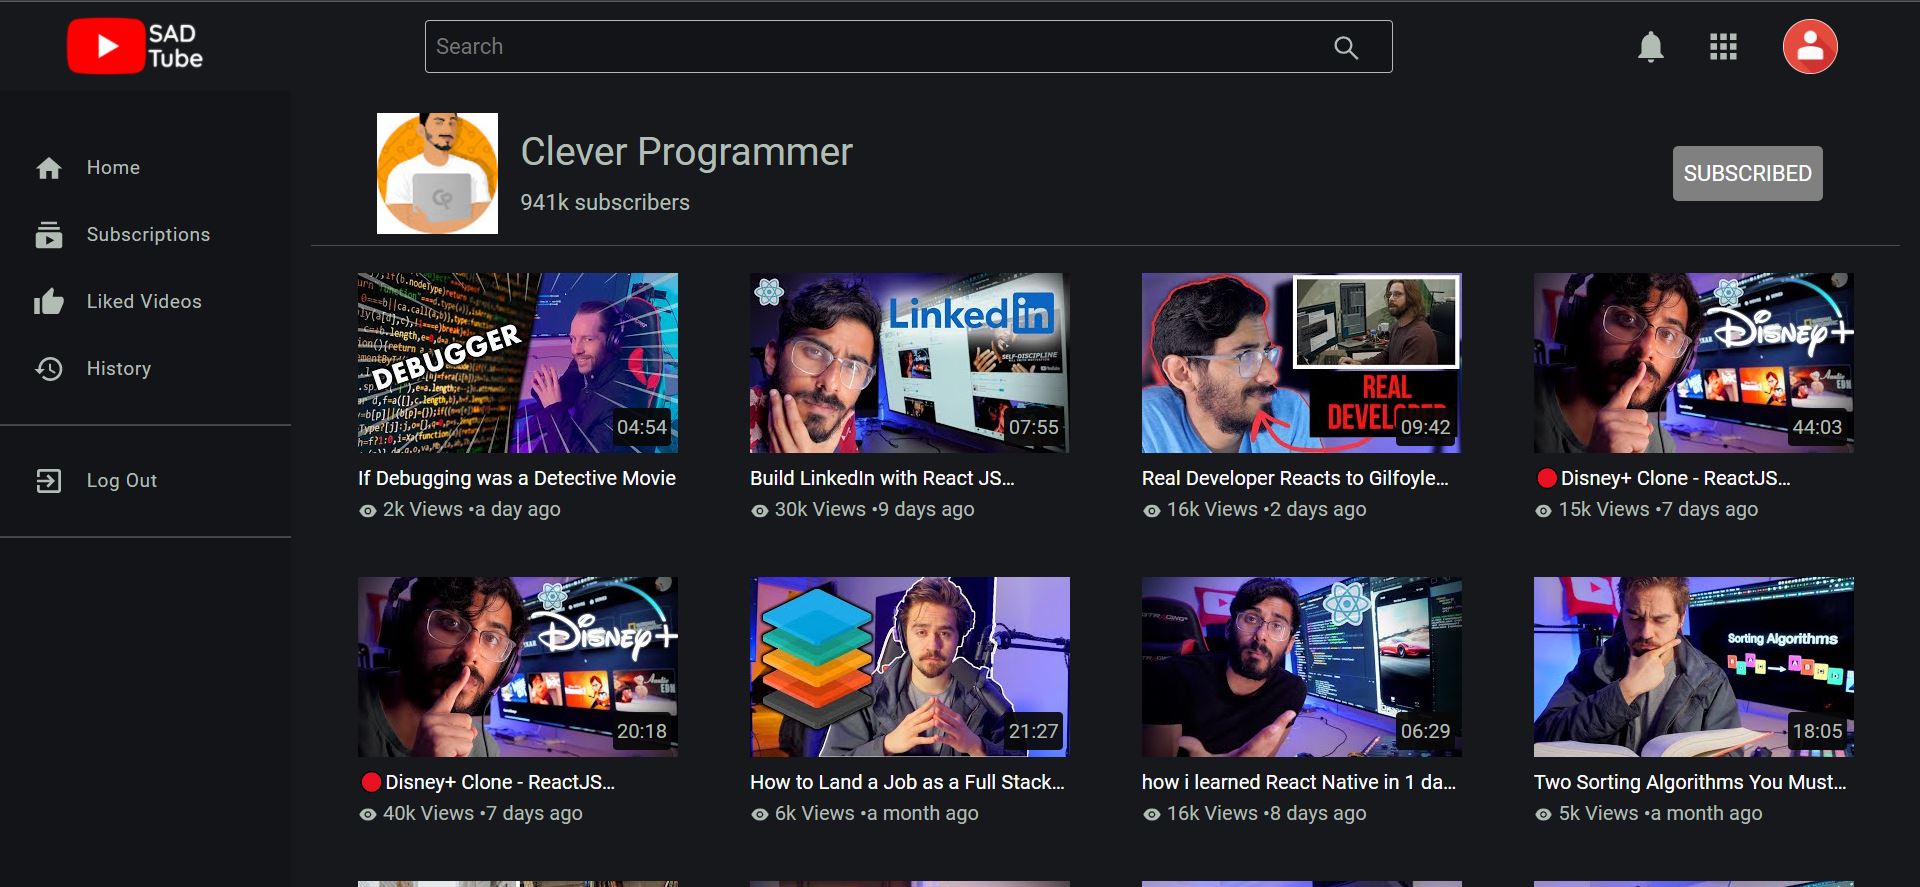 SAD
Tube
Search
Home
Subscriptions
Liked Videos
History
Log Out
Clever Programmer
941k subscribers
SUBSCRIBED
DEBUGGER
04:54
If Debugging was a Detective Movie
2k Views •a day ago
Linkedin
SELF-DISCIPLINE
07:55
Build LinkedIn with React JS...
30k Views •9 days ago
REAL
09:42
Real Developer Reacts to Gilfoyle...
16k Views •2 days ago
Disney+
44:03
Disney+ Clone - ReactJS...
15k Views •7 days ago
Disney+
20:18
Disney+ Clone - ReactJS...
40k Views •7 days ago
21:27
How to Land a Job as a Full Stack...
6k Views •a month ago
06:29
how i learned React Native in 1 da...
16k Views •8 days ago
Sorting Algorithms
18:05
Two Sorting Algorithms You Must...
5k Views •a month ago